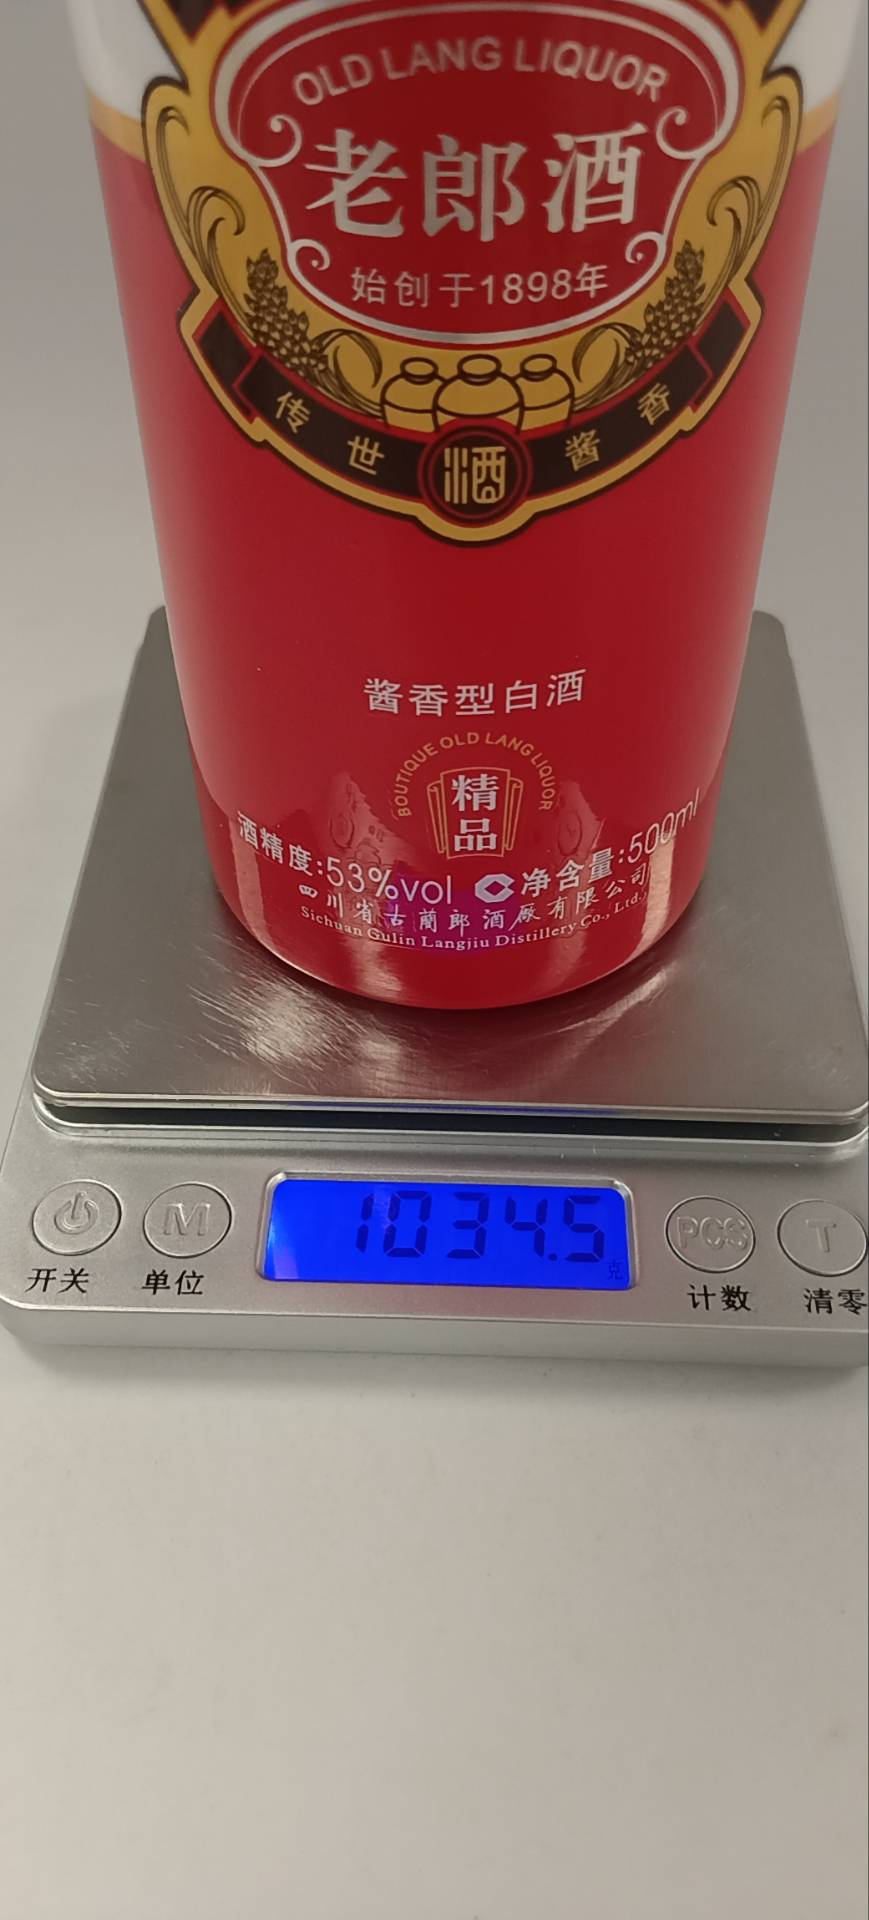 OLD LANG LIQUOR
老郎酒
始创于1898年
传世 酒 酱香
酱香型白酒
BOUTIQUE OLD LANG LIQUOR
精
品
酒精度:53%vol 净含量:500ml
四川省古蘭郎酒厰有限公司
Sichuan Gulin Langjiu Distillery Co., Ltd.
1034.5
克
M PCS T
开关 单位 计数 清零